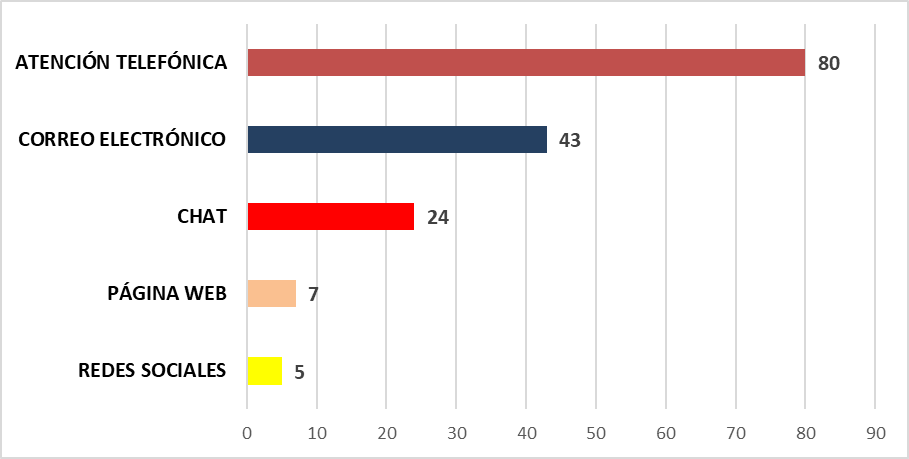 ATENCIÓN TELEFÓNICA 80
CORREO ELECTRÓNICO 43
CHAT 24
PÁGINA WEB 7
REDES SOCIALES 5
0 10 20 30 40 50 60 70 80 90